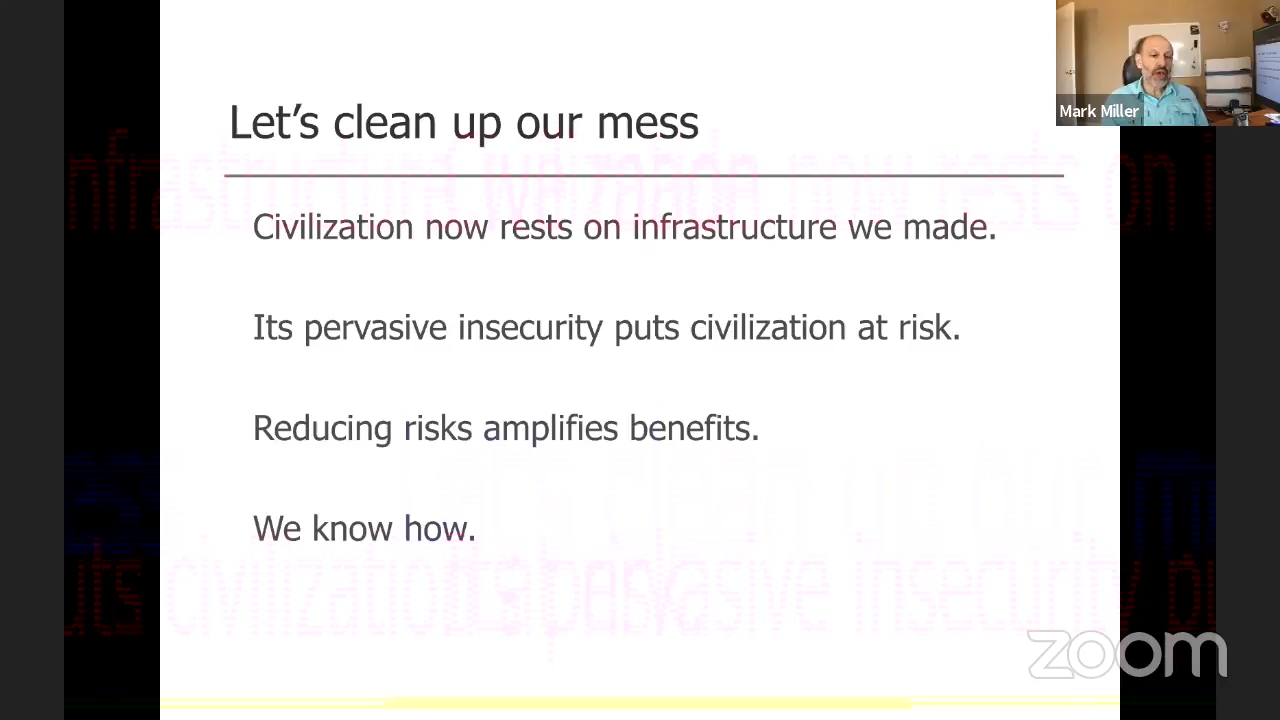 Let's clean up our mess
Civilization now rests on infrastructure we made.
Its pervasive insecurity puts civilization at risk.
Reducing risks amplifies benefits.
We know how.
Mark Miller
zoom